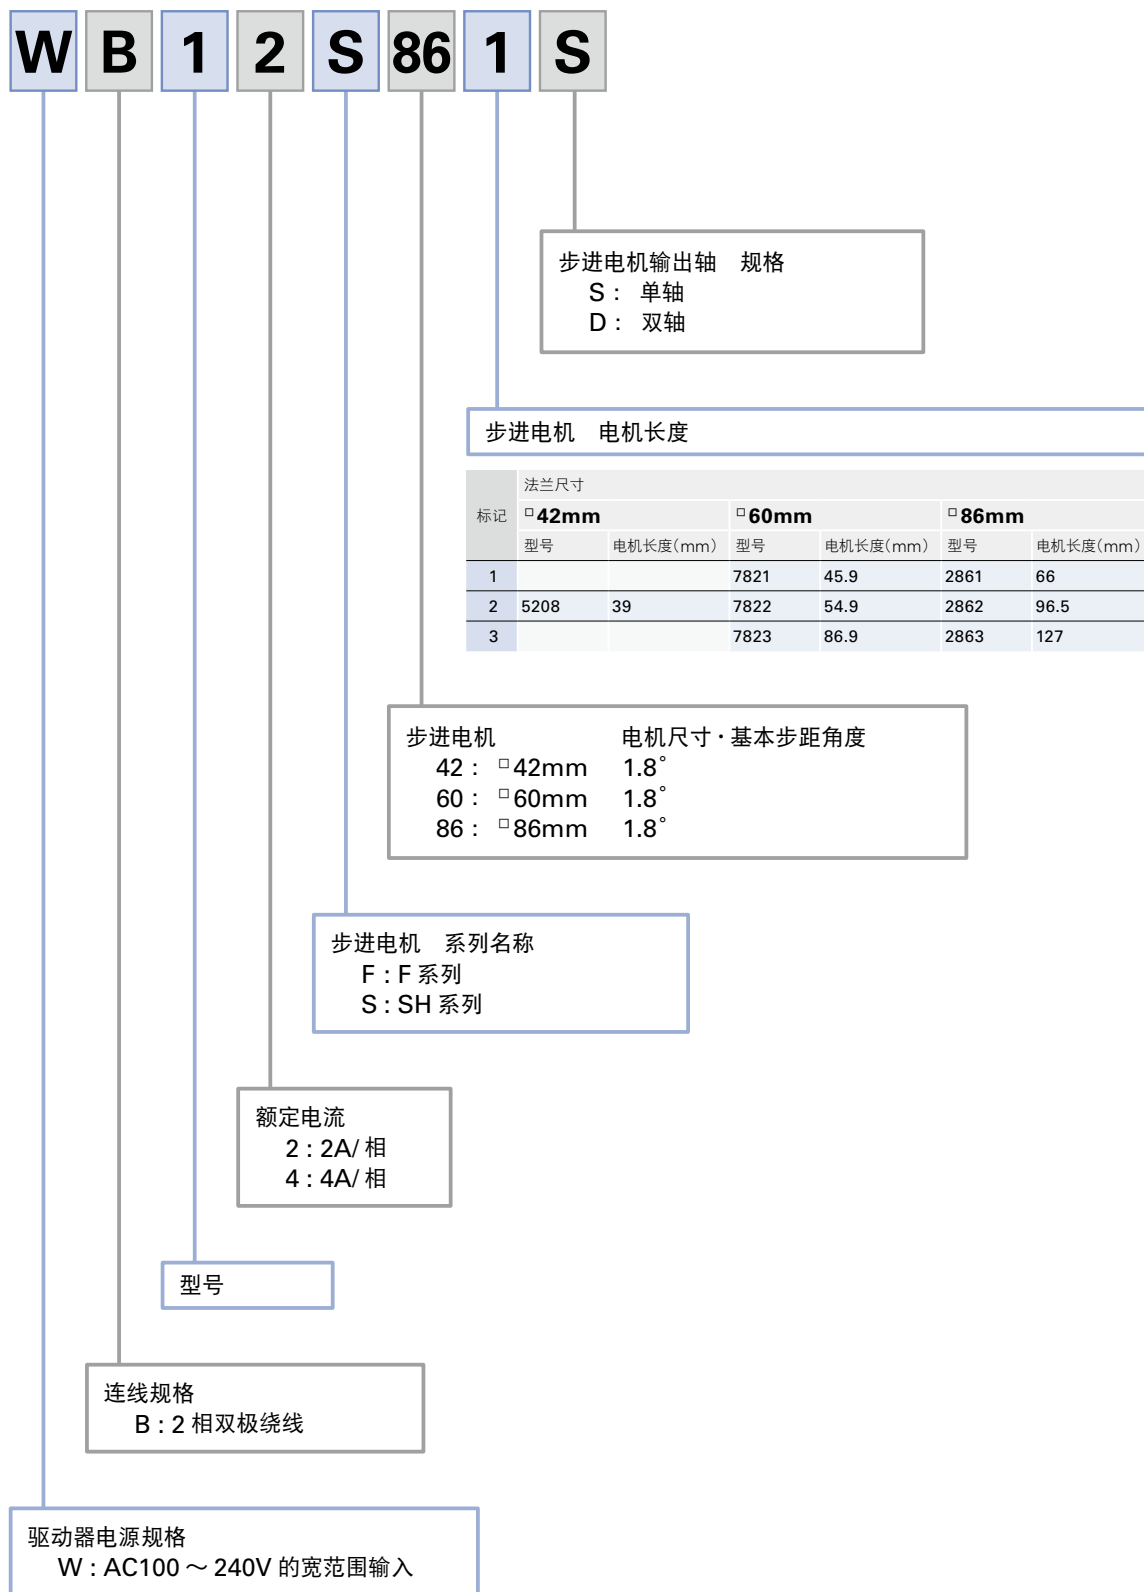 W B 1 2 S 86 1 S
步进电机输出轴 规格
S : 单轴
D : 双轴
步进电机 电机长度
标记 法兰尺寸
□42mm □60mm □86mm
型号 电机长度(mm) 型号 电机长度(mm) 型号 电机长度(mm)
1 7821 45.9 2861 66
2 5208 39 7822 54.9 2862 96.5
3 7823 86.9 2863 127
步进电机 电机尺寸·基本步距角度
42 : □42mm 1.8°
60 : □60mm 1.8°
86 : □86mm 1.8°
步进电机 系列名称
F : F 系列
S : SH 系列
额定电流
2 : 2A/ 相
4 : 4A/ 相
型号
连线规格
B : 2 相双极绕线
驱动器电源规格
W : AC100 ～ 240V 的宽范围输入